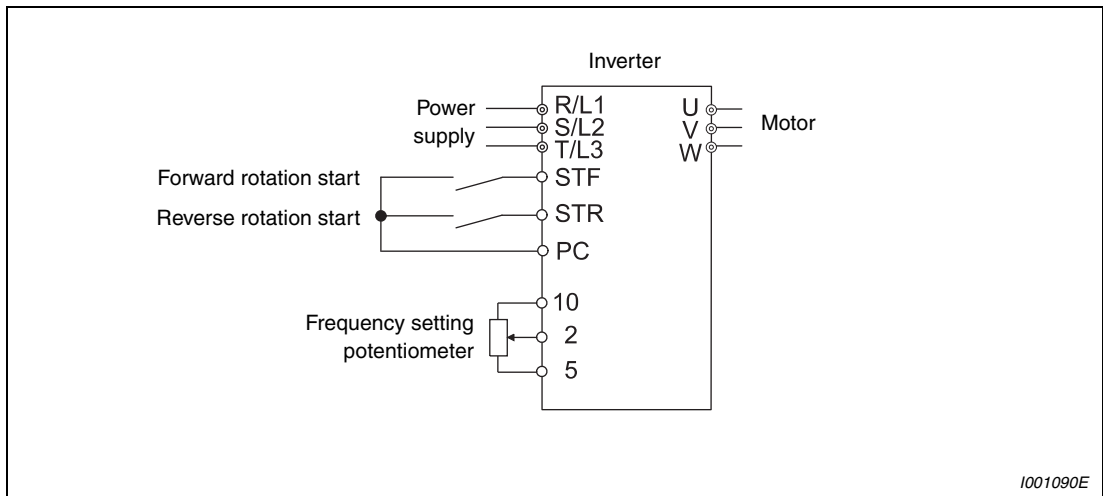 Inverter
Power
supply
R/L1
S/L2
T/L3
U
V
W
Motor
Forward rotation start
STF
Reverse rotation start
STR
PC
Frequency setting
potentiometer
10
2
5
I001090E